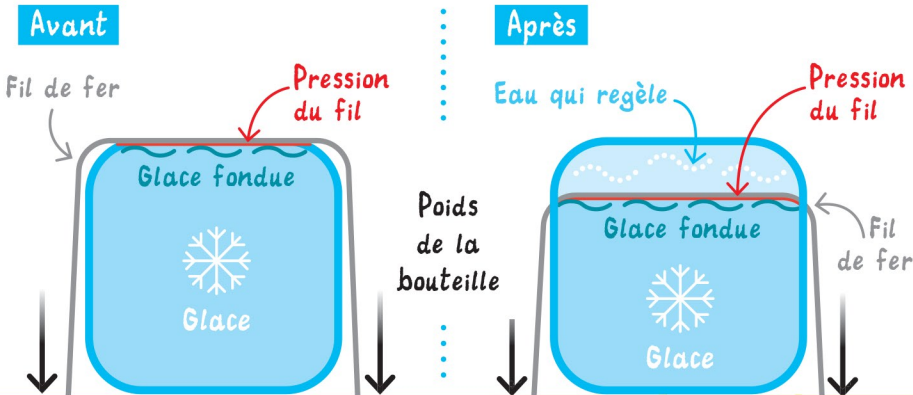 Avant
Fil de fer
Pression
du fil
Glace fondue
Glace
Poids
de la
bouteille
Après
Eau qui regèle
Pression
du fil
Glace fondue
Fil
de fer
Glace